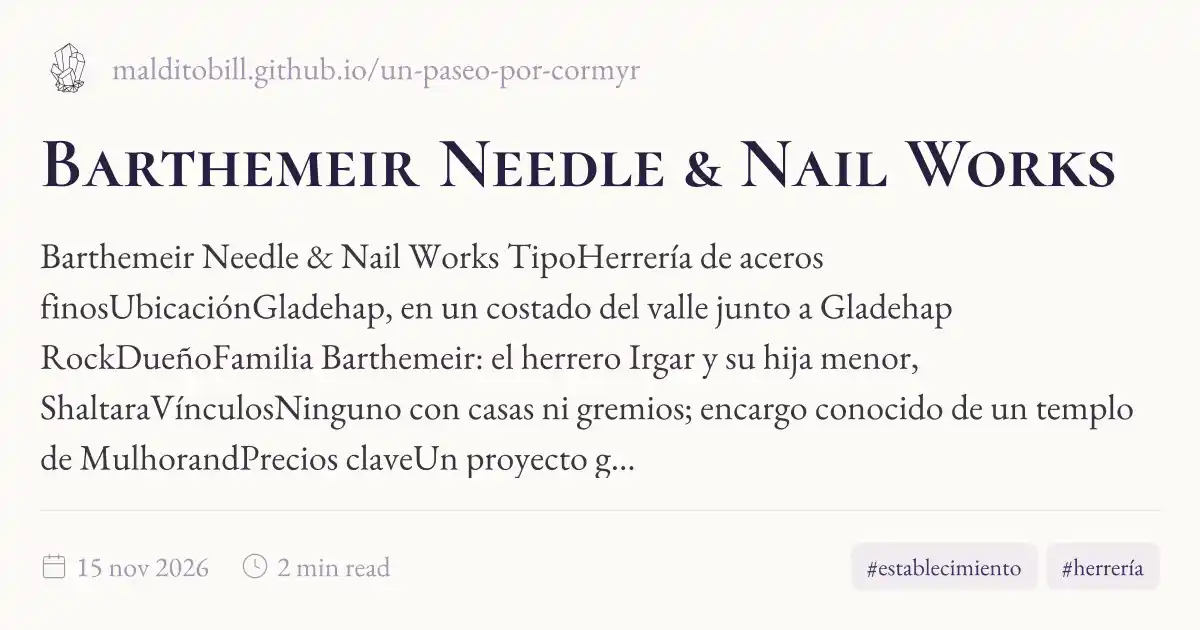 malditobill.github.io/un-paseo-por-cormyr
Barthemeir Needle & Nail Works
Barthemeir Needle & Nail Works TipoHerrería de aceros
finosUbicaciónGladehap, en un costado del valle junto a Gladehap
RockDueñoFamilia Barthemeir: el herrero Irgar y su hija menor,
ShaltaraVínculosNinguno con casas ni gremios; encargo conocido de un templo
de MulhorandPrecios claveUn proyecto g...
15 nov 2026 2 min read #establecimiento #herrería